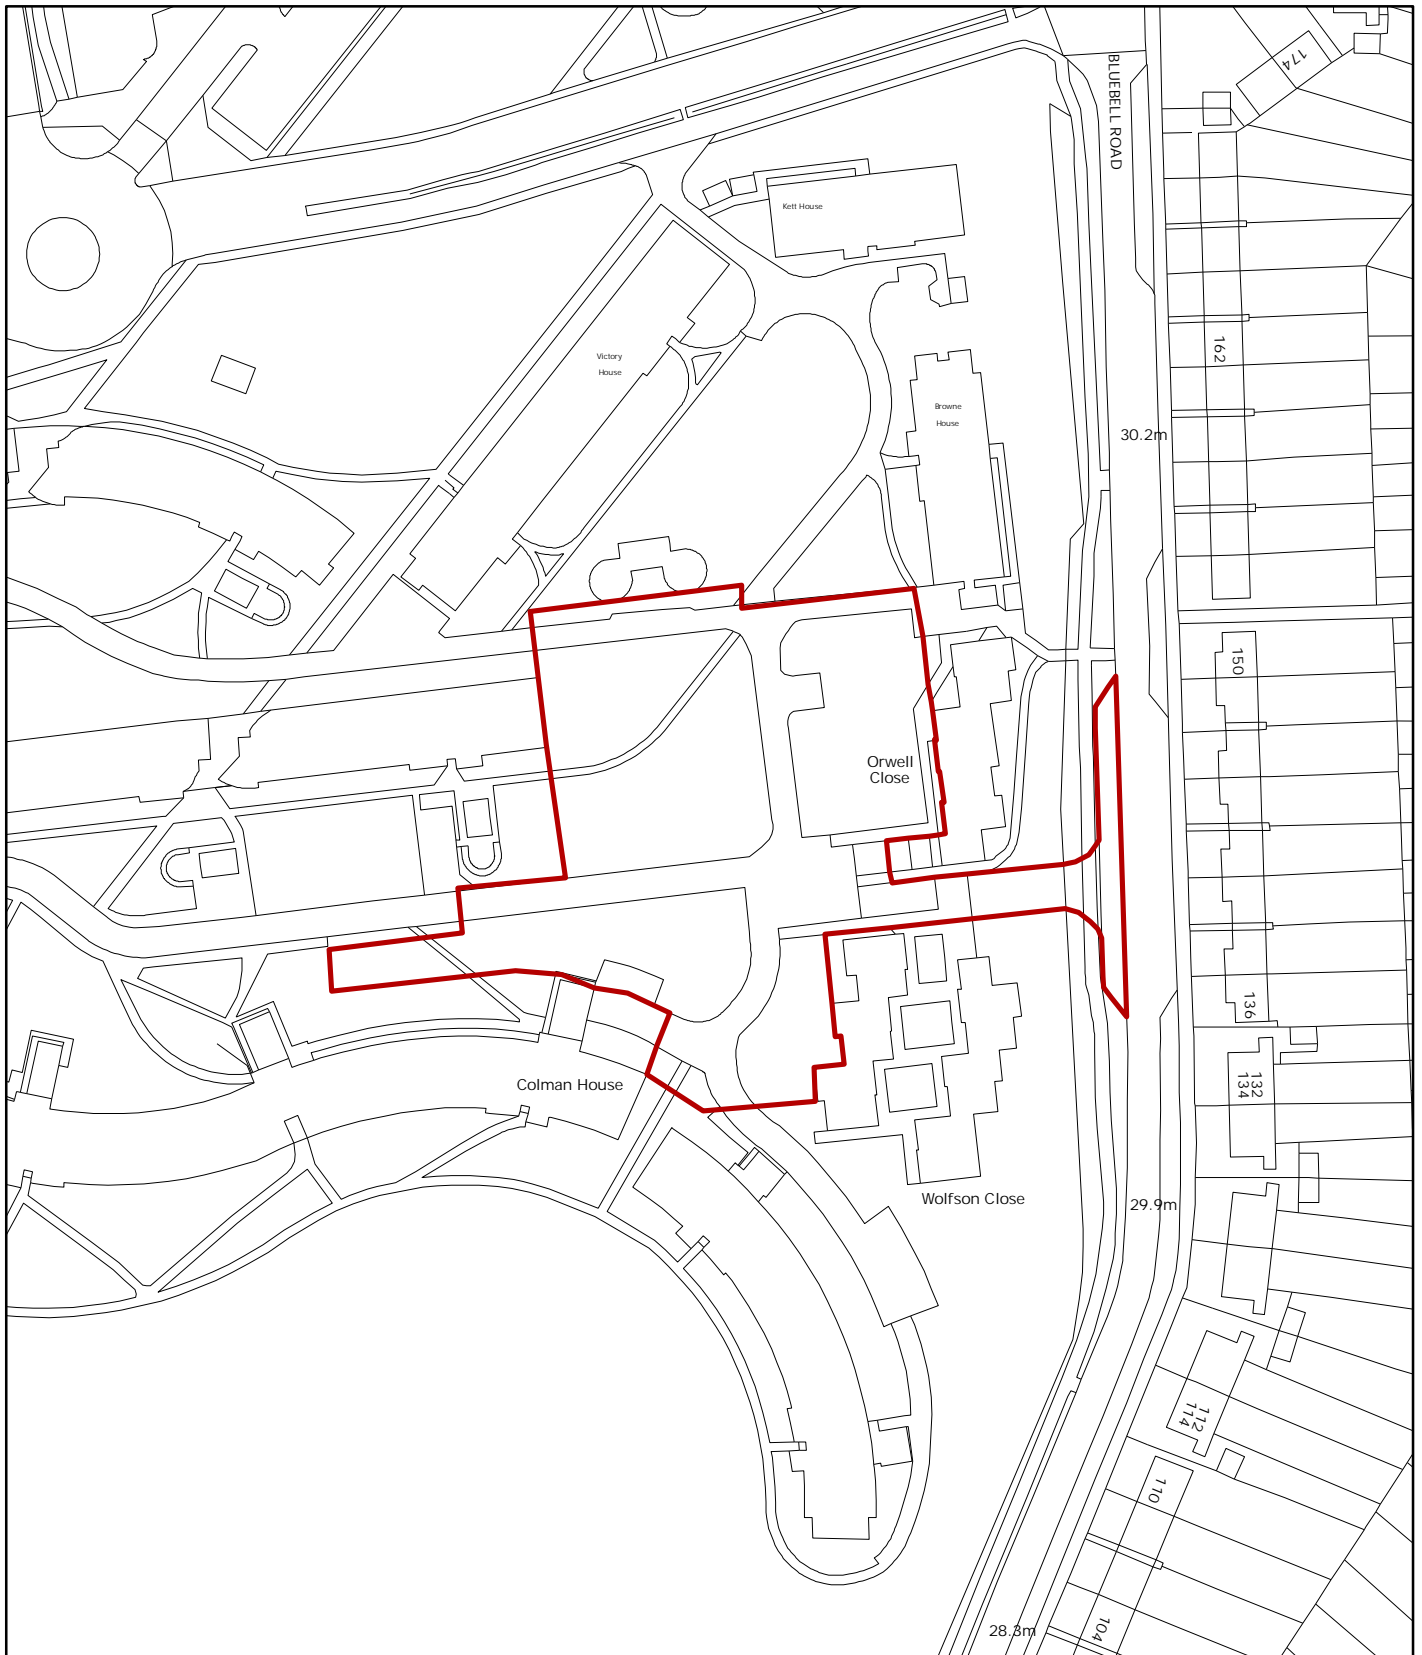 BLUEBELL ROAD
174
Kett House
Victory
House
162
Browne
House
30.2m
150
Orwell
Close
136
132
134
Colman House
Wolfson Close
29.9m
112
114
110
104
28.3m